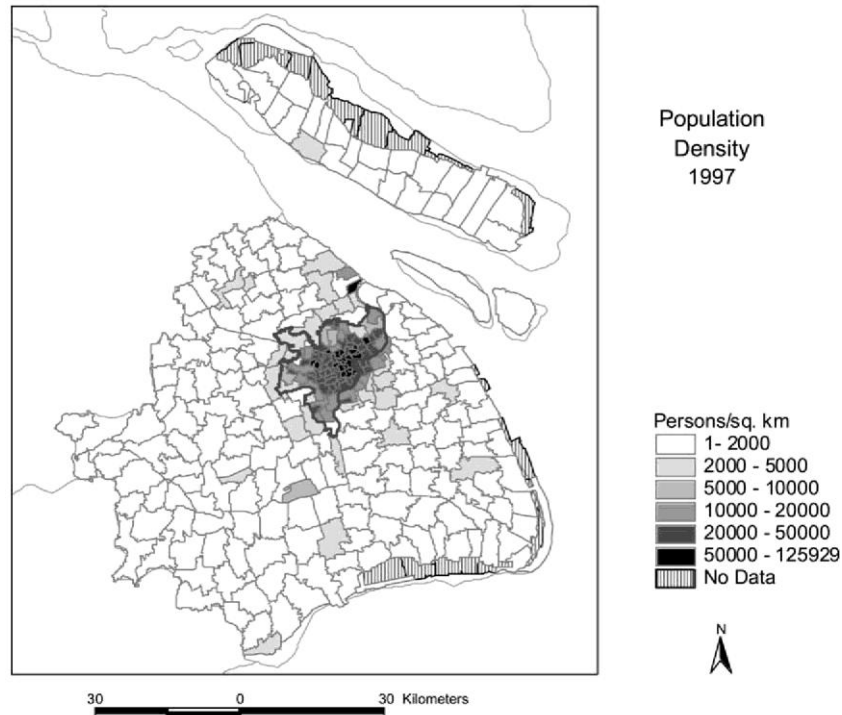 Population
Density
1997
Persons/sq. km
1- 2000
2000 - 5000
5000 - 10000
10000 - 20000
20000 - 50000
50000 - 125929
No Data
N
30 0 30 Kilometers